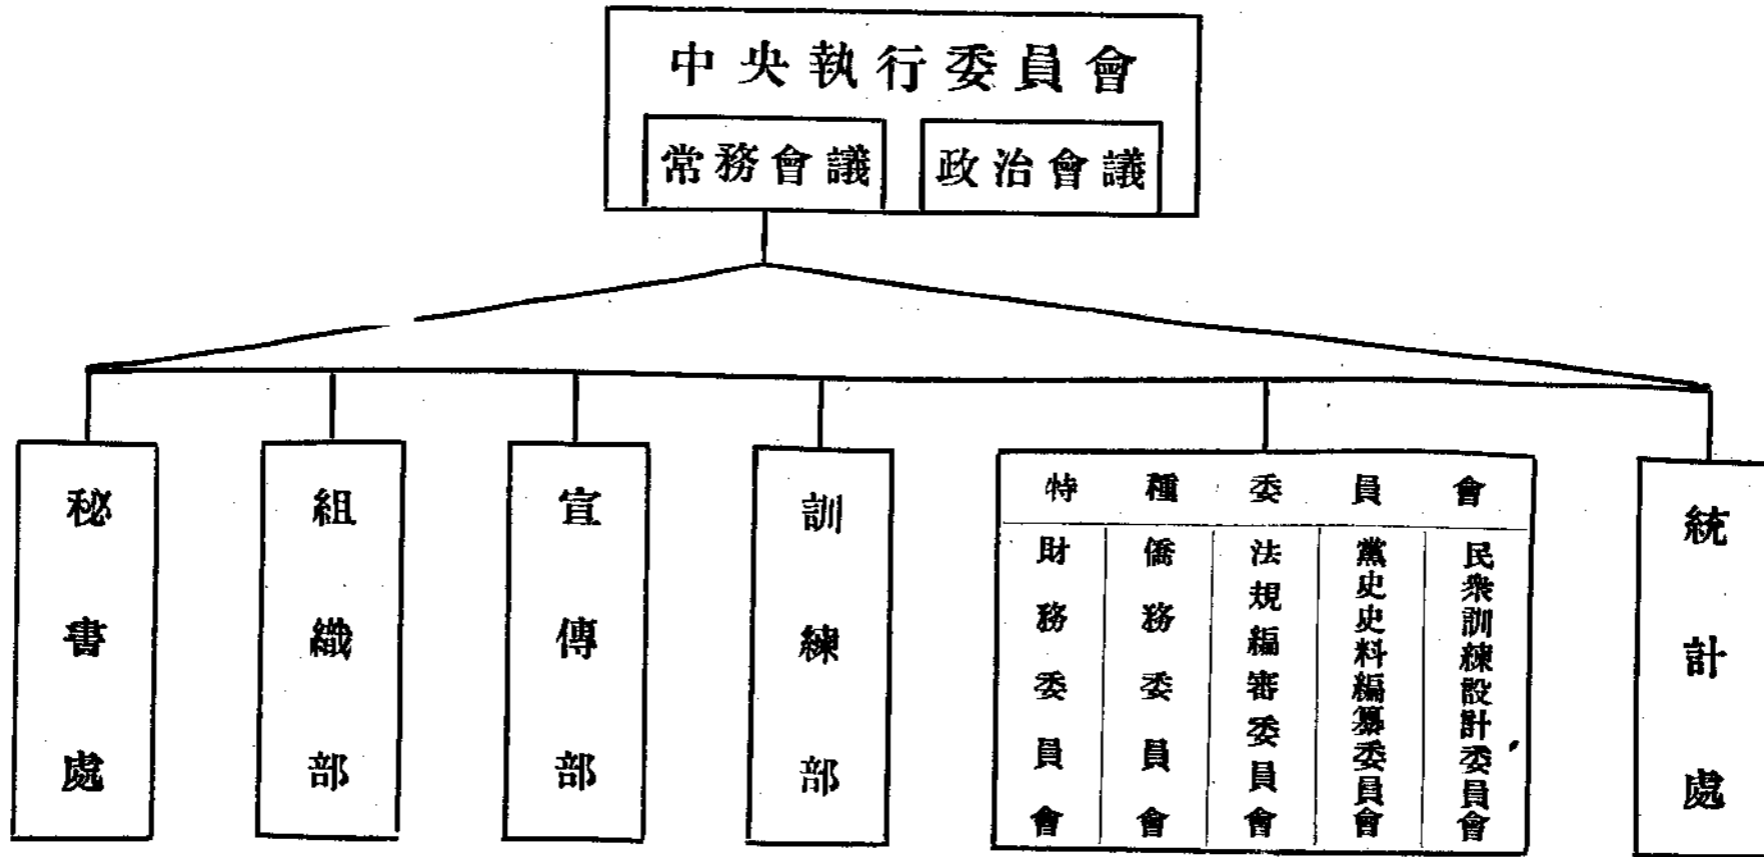 中央執行委員會
常務會議
政治會議
秘書處
組織部
宣傳部
訓練部
特種委員會
財務委員會
僑務委員會
法規編審委員會
黨史史料編纂委員會
民衆訓練設計委員會
統計處